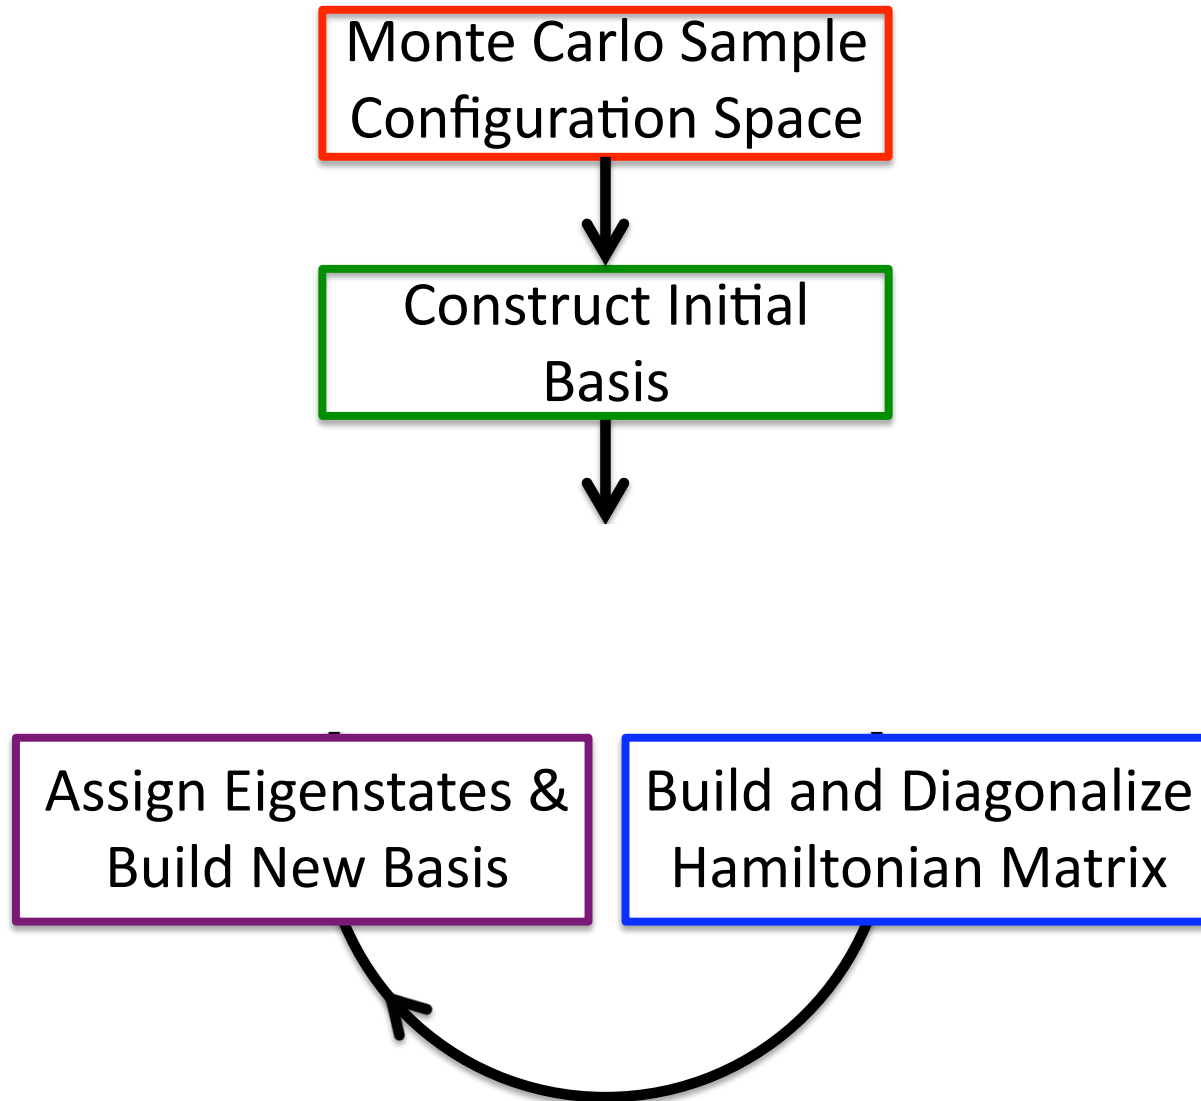 Monte Carlo Sample
Configuration Space
Construct Initial
Basis
Assign Eigenstates &
Build New Basis
Build and Diagonalize
Hamiltonian Matrix